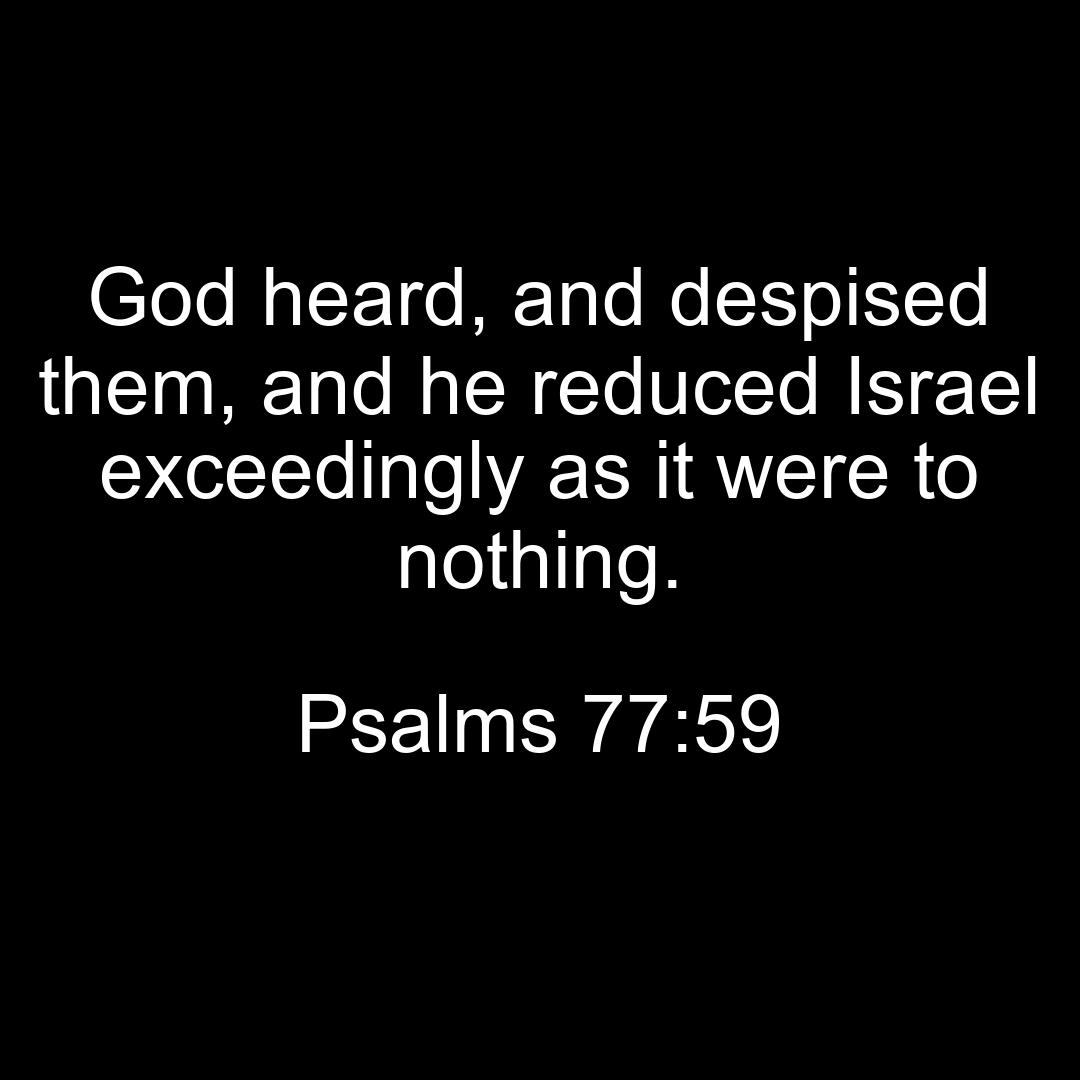 God heard, and despised
them, and he reduced Israel
exceedingly as it were to
nothing.
Psalms 77:59